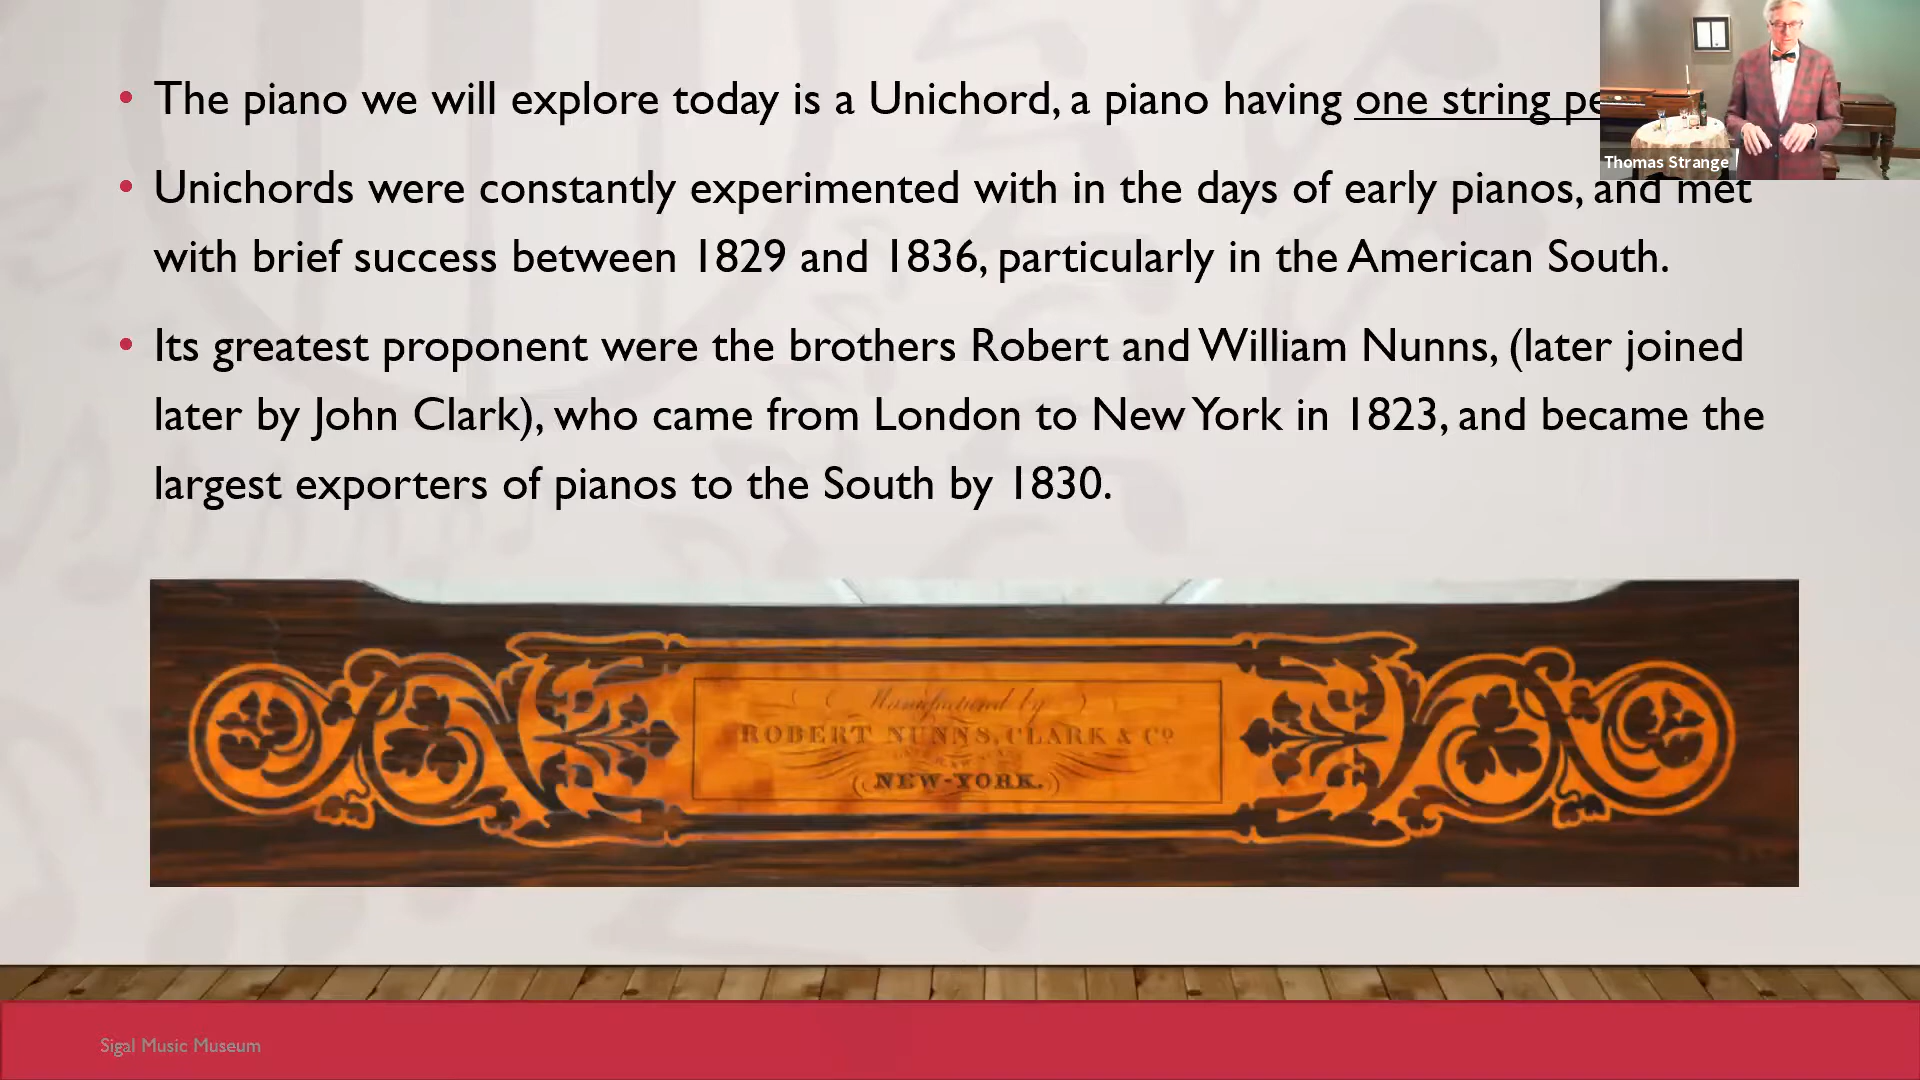 The piano we will explore today is a Unichord, a piano having one string
Unichords were constantly experimented with in the days of early pianos, and met
with brief success between 1829 and 1836, particularly in the American South.
Its greatest proponent were the brothers Robert and William Nunns, (later joined
later by John Clark), who came from London to New York in 1823, and became the
largest exporters of pianos to the South by 1830.
Thomas Strange
Manufactured by
ROBERT NUNNS, CLARK & Co
NEW-YORK.
Sigal Music Museum